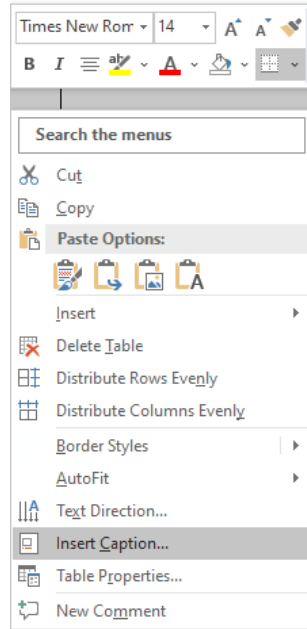 Times New Rom 14 A A
B I ab A
Search the menus
Cut
Copy
Paste Options:
A
Insert
Delete Table
Distribute Rows Evenly
Distribute Columns Evenly
Border Styles
AutoFit
Text Direction...
Insert Caption...
Table Properties...
New Comment